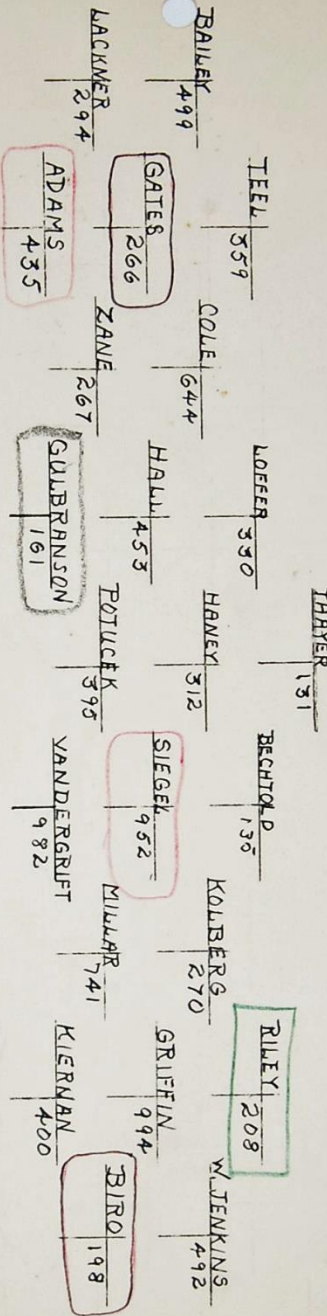 THAYER
131
TEEL
359
LOFFER
330
BECHTOLD
135
RILEY
208
BAILEY
499
COLE
644
HANEY
312
KOLBERG
270
W. JENKINS
492
GATES
266
HALL
453
SIEGEL
952
GRIFFIN
994
LACKNER
294
ZANE
267
POTUCEK
395
MILLAR
741
BIRO
198
ADAMS
435
GULBRANSON
161
VANDERGRIFT
982
KIERNAN
400